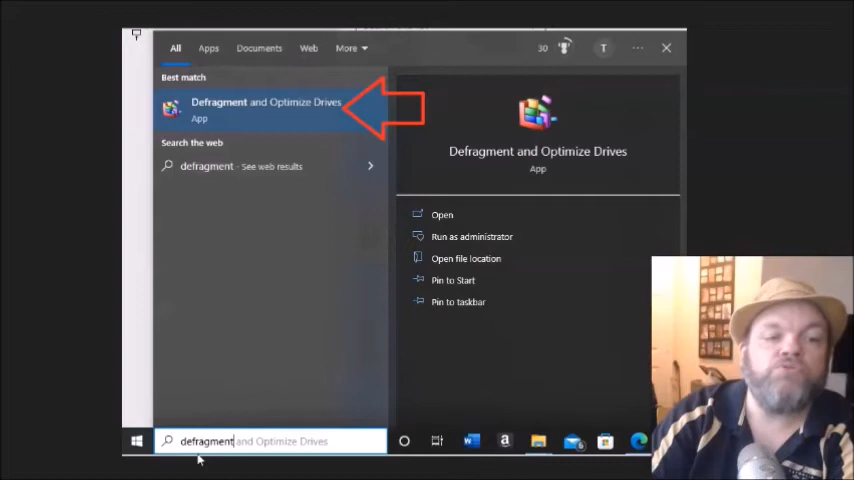 All Apps Documents Web More 30 T
Best match
Defragment and Optimize Drives
App
Search the web
defragment - See web results
Defragment and Optimize Drives
App
Open
Run as administrator
Open file location
Pin to Start
Pin to taskbar
defragment and Optimize Drives